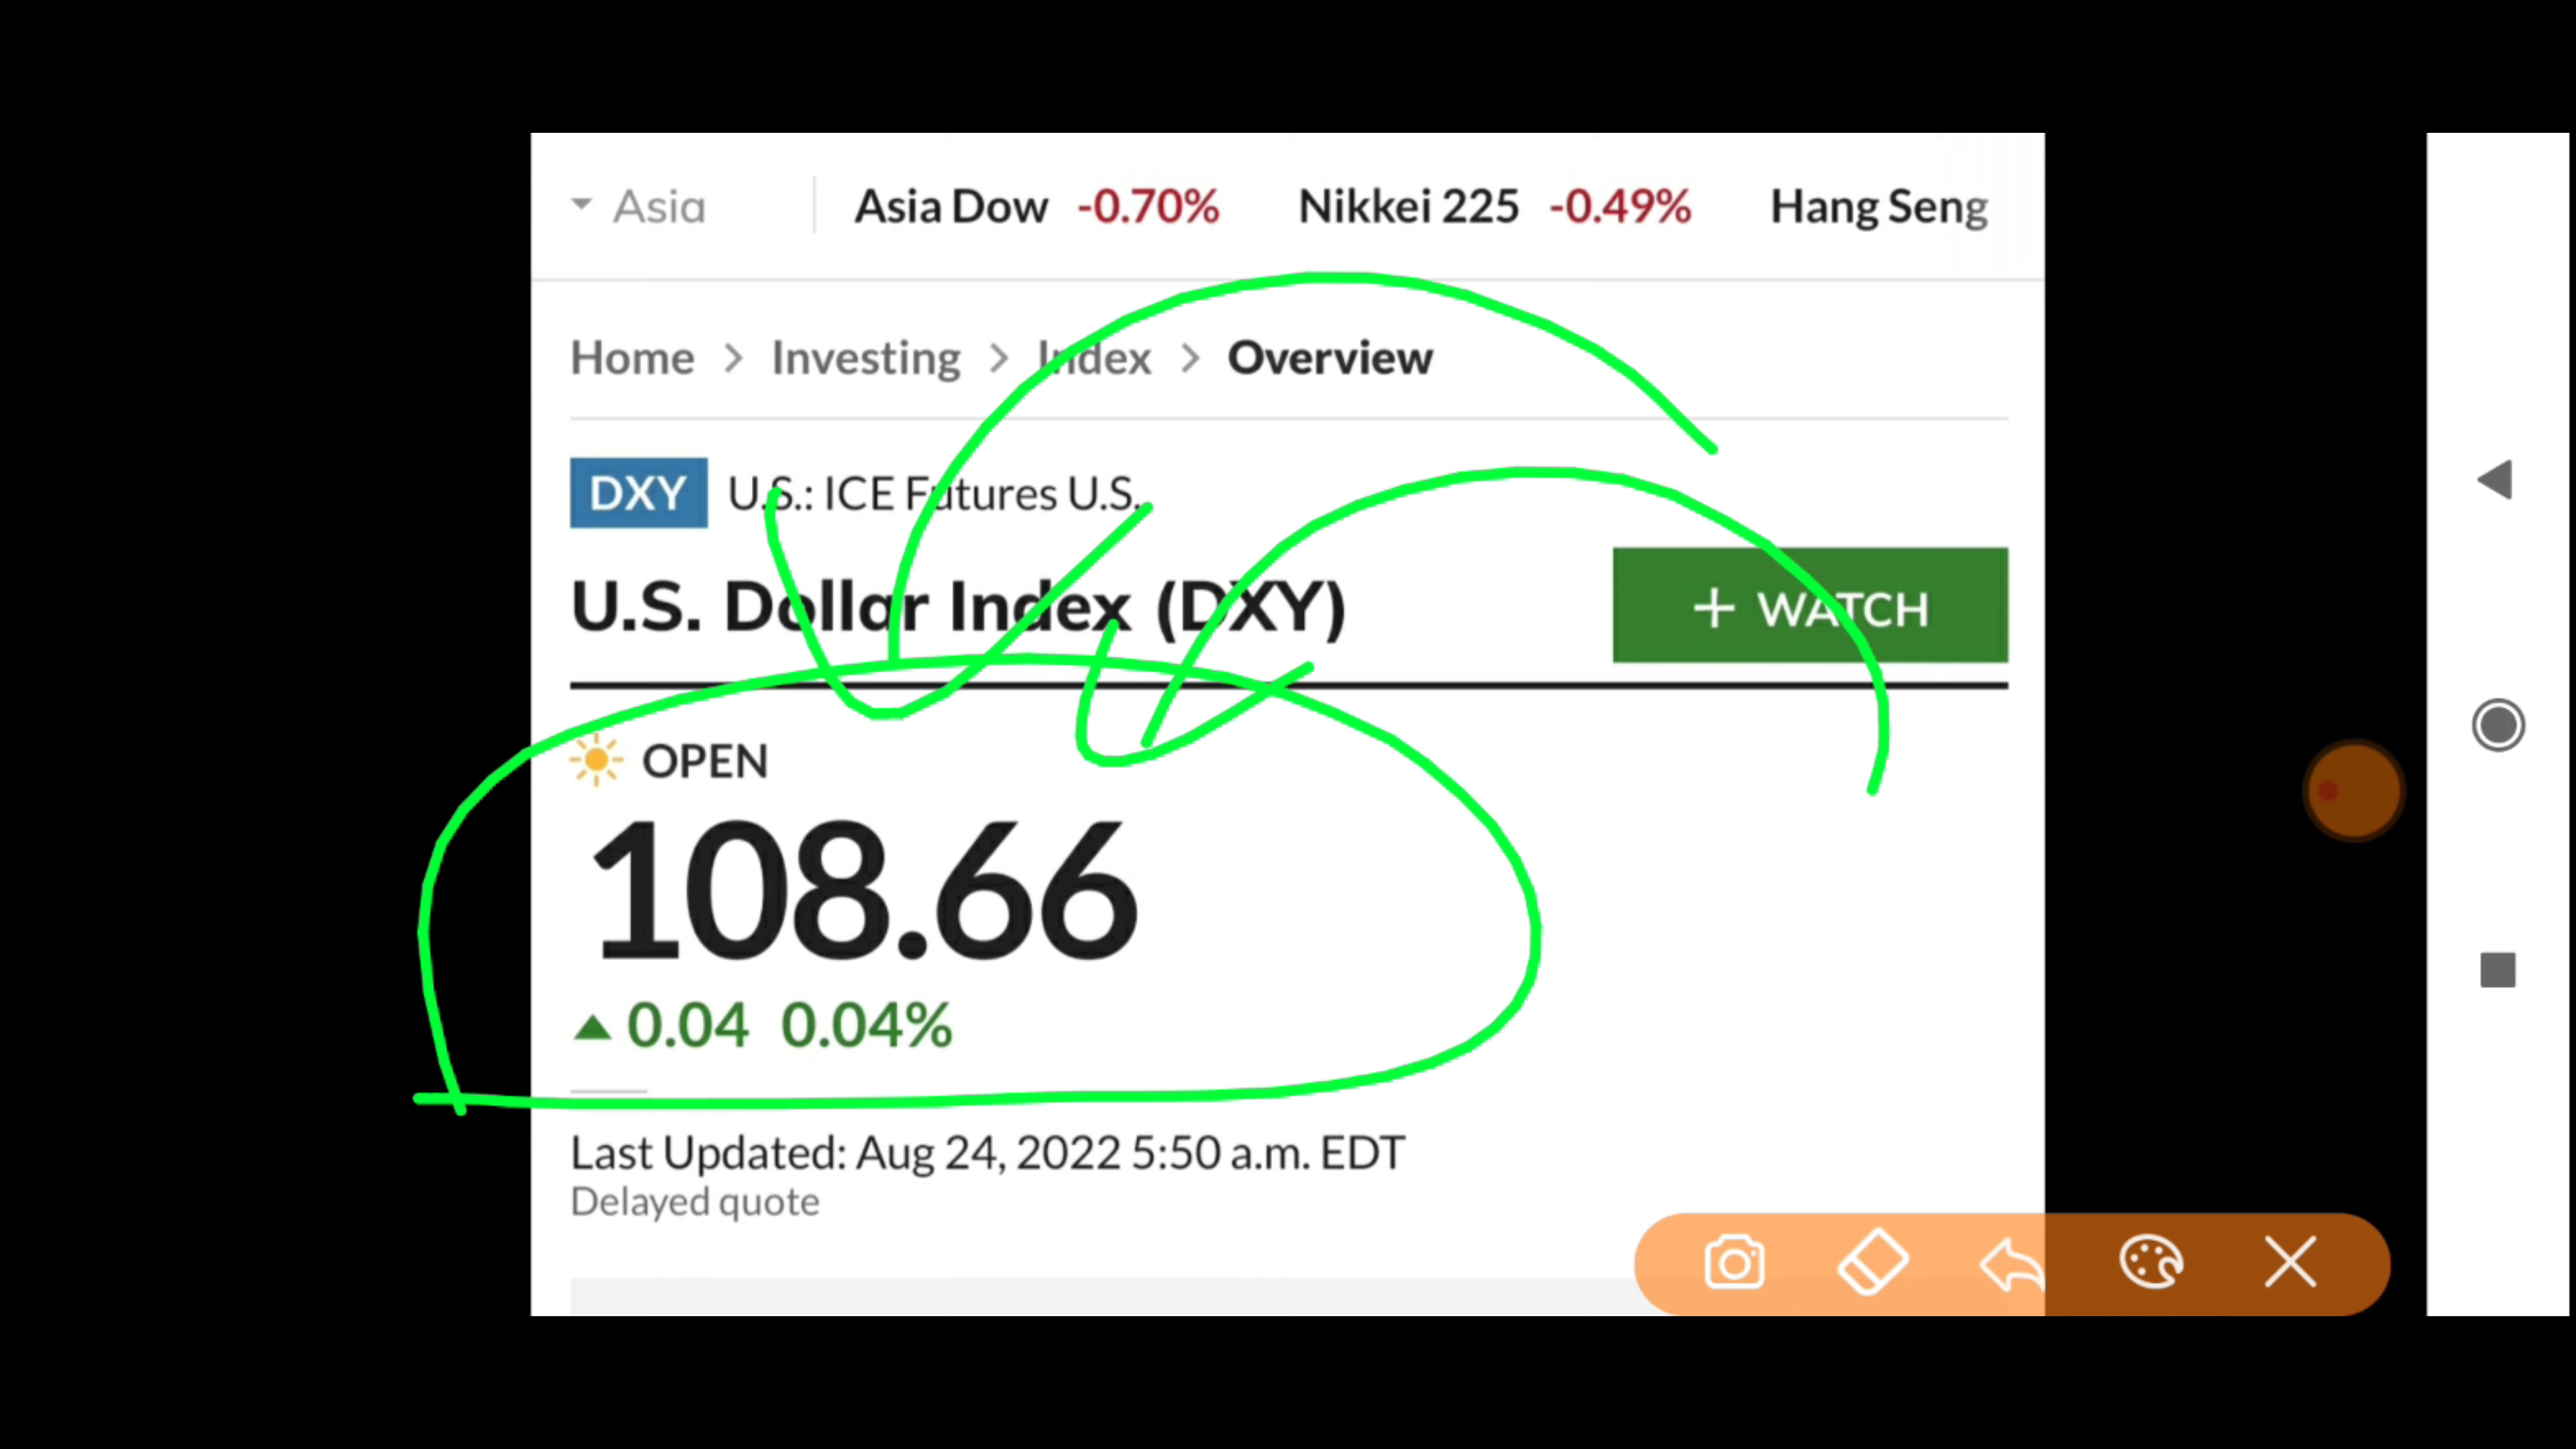 Asia Asia Dow -0.70% Nikkei 225 -0.49% Hang Seng
Home > Investing > Index > Overview
DXY U.S.: ICE Futures U.S.
U.S. Dollar Index (DXY)
+ WATCH
OPEN
108.66
0.04 0.04%
Last Updated: Aug 24, 2022 5:50 a.m. EDT
Delayed quote